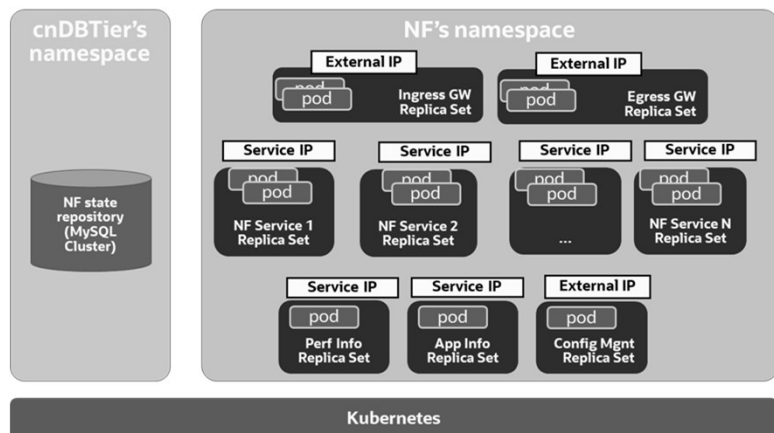 cnDBTier's
namespace
NF's namespace
NF state
repository
(MySQL
Cluster)
External IP
External IP
pod
pod
Ingress GW
Replica Set
pod
pod
Egress GW
Replica Set
Service IP
Service IP
Service IP
Service IP
pod
pod
NF Service 1
Replica Set
pod
pod
NF Service 2
Replica Set
pod
pod
...
pod
pod
NF Service N
Replica Set
Service IP
Service IP
External IP
pod
Perf Info
Replica Set
pod
App Info
Replica Set
pod
Config Mgnt
Replica Set
Kubernetes